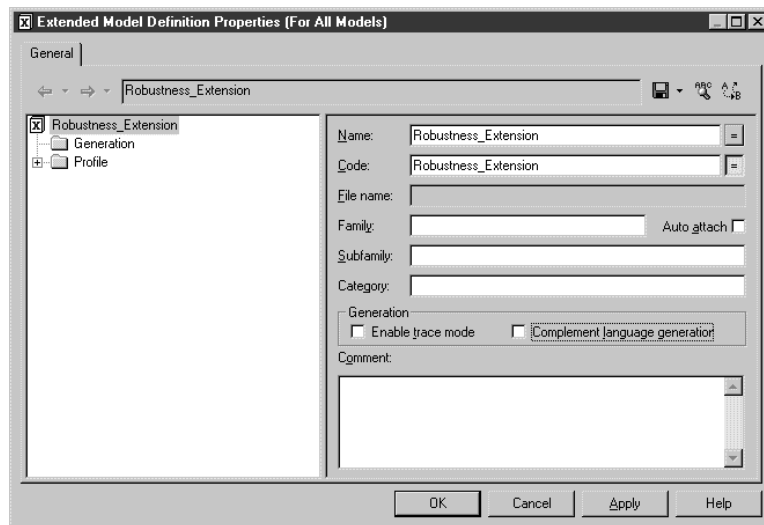 Extended Model Definition Properties (For All Models)
General
Robustness_Extension
Robustness_Extension
Generation
Profile
Name: Robustness_Extension =
Code: Robustness_Extension =
File name:
Family: Auto attach
Subfamily:
Category:
Generation
Enable trace mode Complement language generation
Comment:
OK Cancel Apply Help